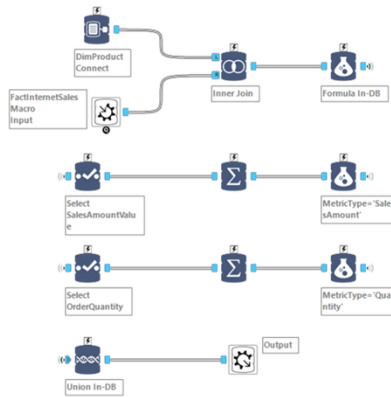 DimProduct
Connect
FactInternetSales
Macro
Input
Q
L
R
Inner Join
Formula In-DB
Select
SalesAmountValu
e
MetricType='Sale
sAmount'
Select
OrderQuantity
MetricType='Qua
ntity'
Union In-DB
Output